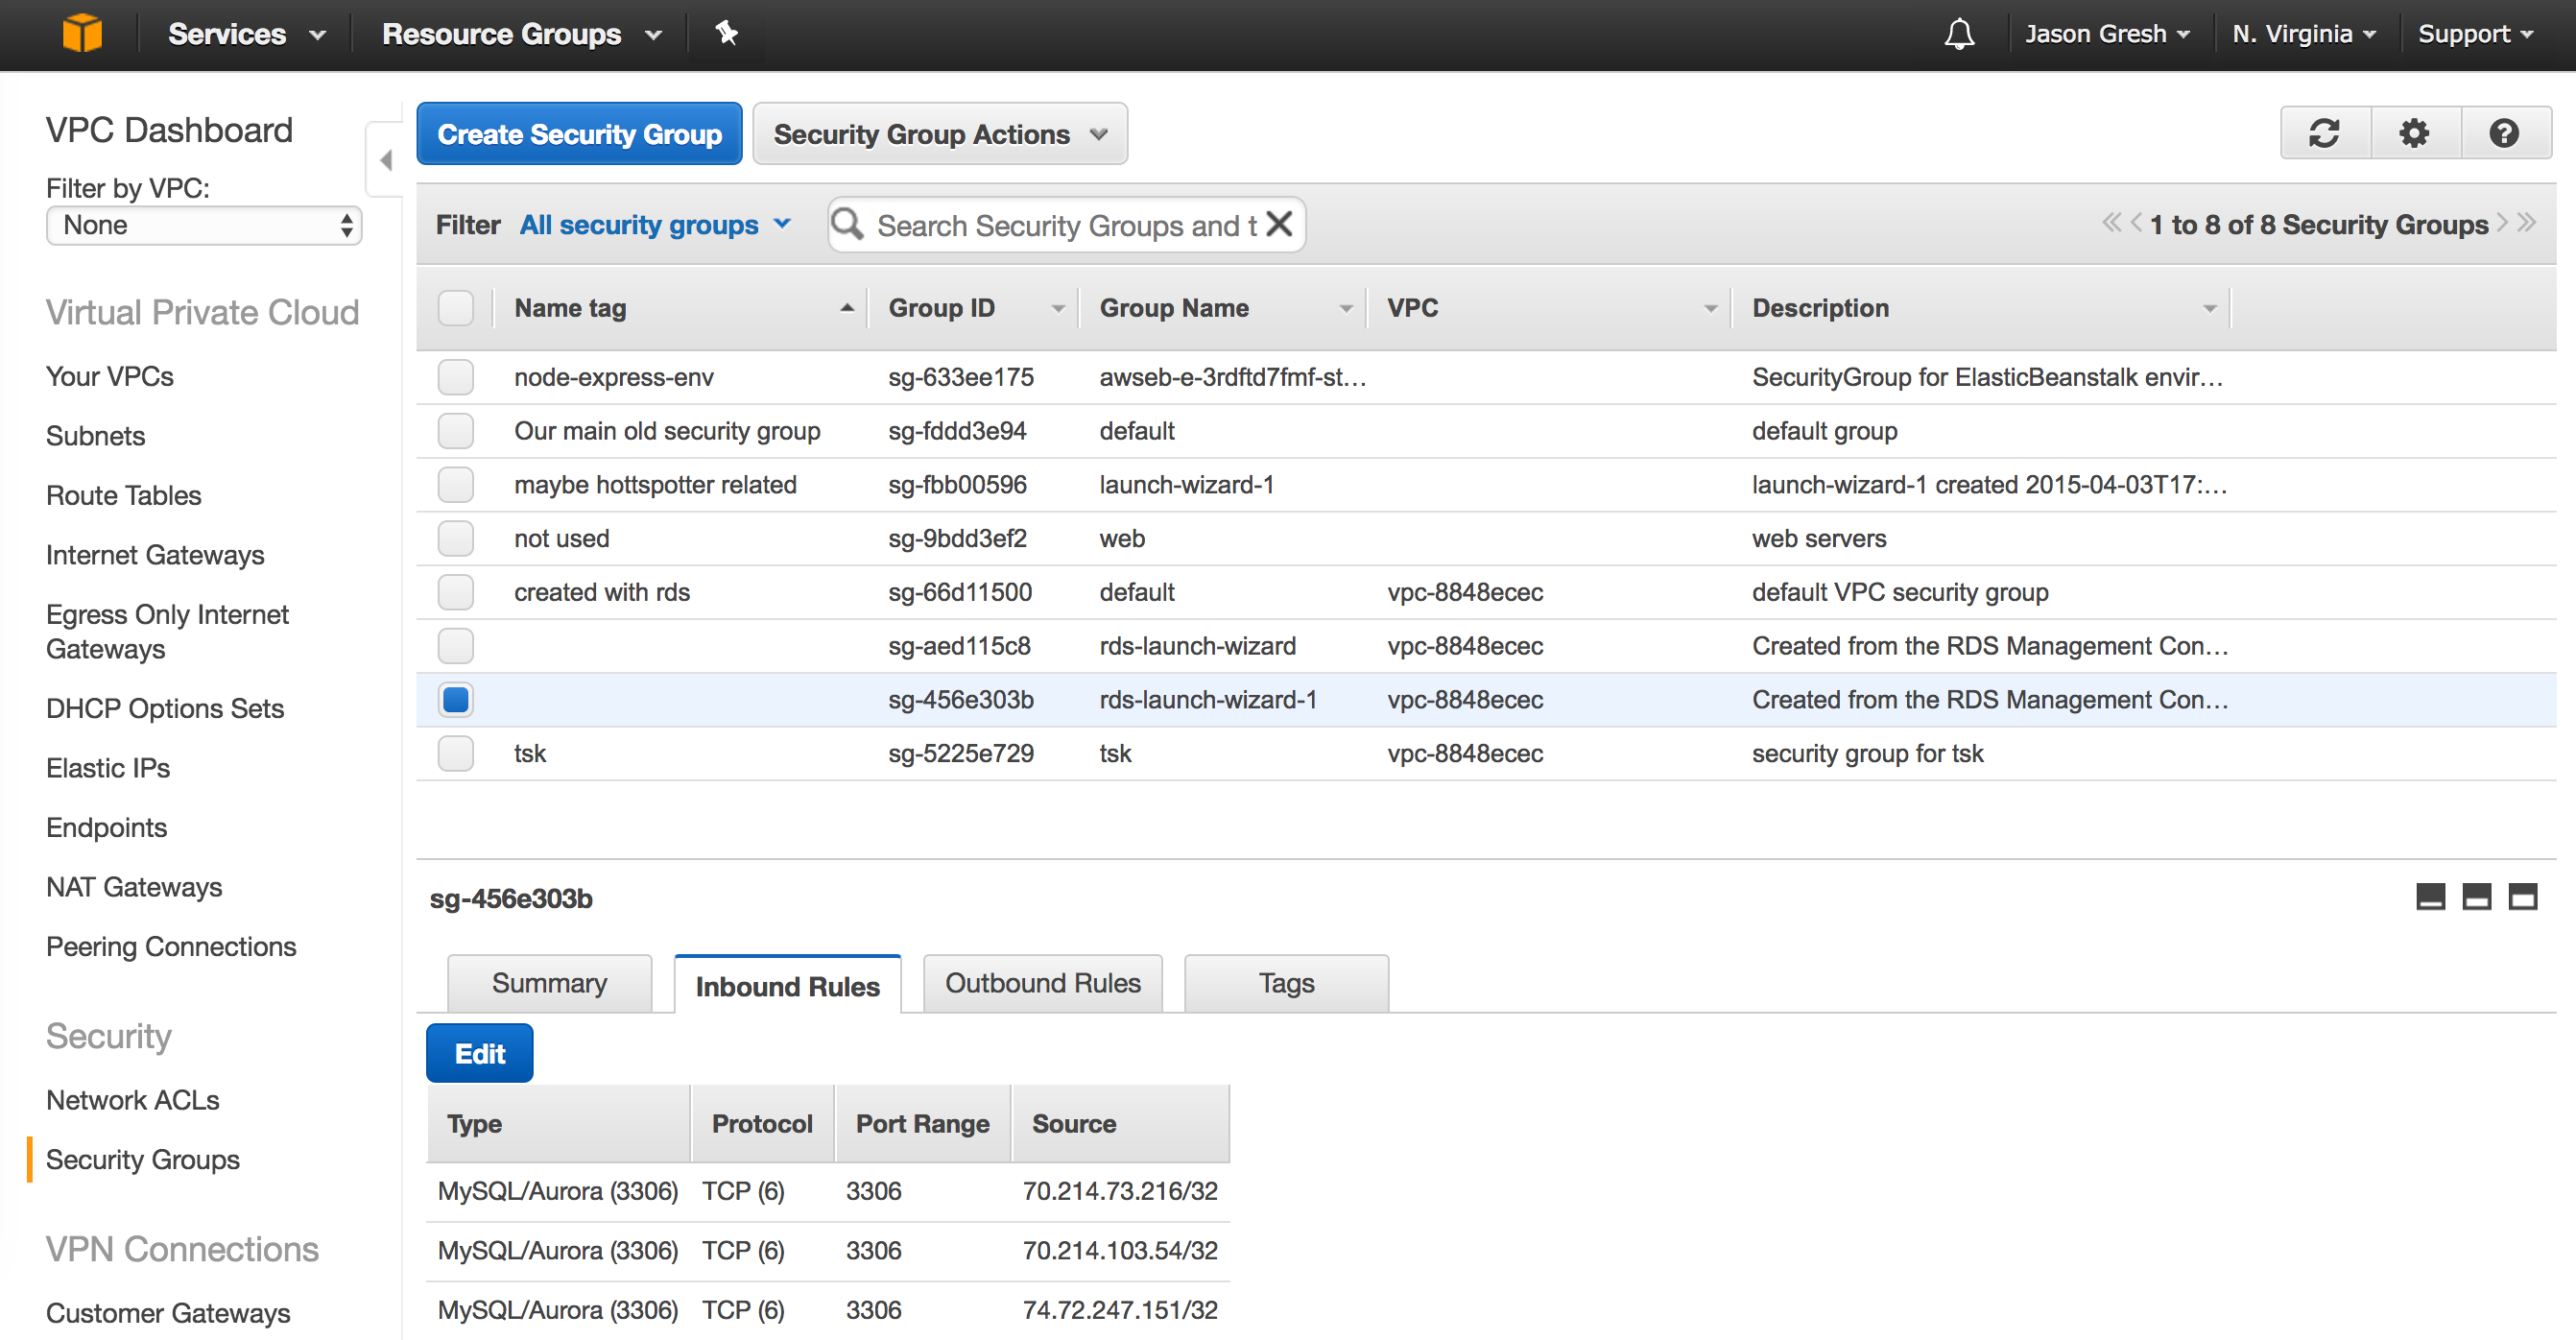 Services Resource Groups Jason Gresh N. Virginia Support
VPC Dashboard
Filter by VPC:
None
Virtual Private Cloud
Your VPCs
Subnets
Route Tables
Internet Gateways
Egress Only Internet
Gateways
DHCP Options Sets
Elastic IPs
Endpoints
NAT Gateways
Peering Connections
Security
Network ACLs
Security Groups
VPN Connections
Customer Gateways
Create Security Group Security Group Actions
Filter All security groups Search Security Groups and t 1 to 8 of 8 Security Groups
Name tag Group ID Group Name VPC Description
node-express-env sg-633ee175 awseb-e-3rdftd7fmf-st... SecurityGroup for ElasticBeanstalk envir...
Our main old security group sg-fddd3e94 default default group
maybe hottspotter related sg-fbb00596 launch-wizard-1 launch-wizard-1 created 2015-04-03T17:...
not used sg-9bdd3ef2 web web servers
created with rds sg-66d11500 default vpc-8848ecec default VPC security group
sg-aed115c8 rds-launch-wizard vpc-8848ecec Created from the RDS Management Con...
sg-456e303b rds-launch-wizard-1 vpc-8848ecec Created from the RDS Management Con...
tsk sg-5225e729 tsk vpc-8848ecec security group for tsk
sg-456e303b
Summary Inbound Rules Outbound Rules Tags
Edit
Type Protocol Port Range Source
MySQL/Aurora (3306) TCP (6) 3306 70.214.73.216/32
MySQL/Aurora (3306) TCP (6) 3306 70.214.103.54/32
MySQL/Aurora (3306) TCP (6) 3306 74.72.247.151/32